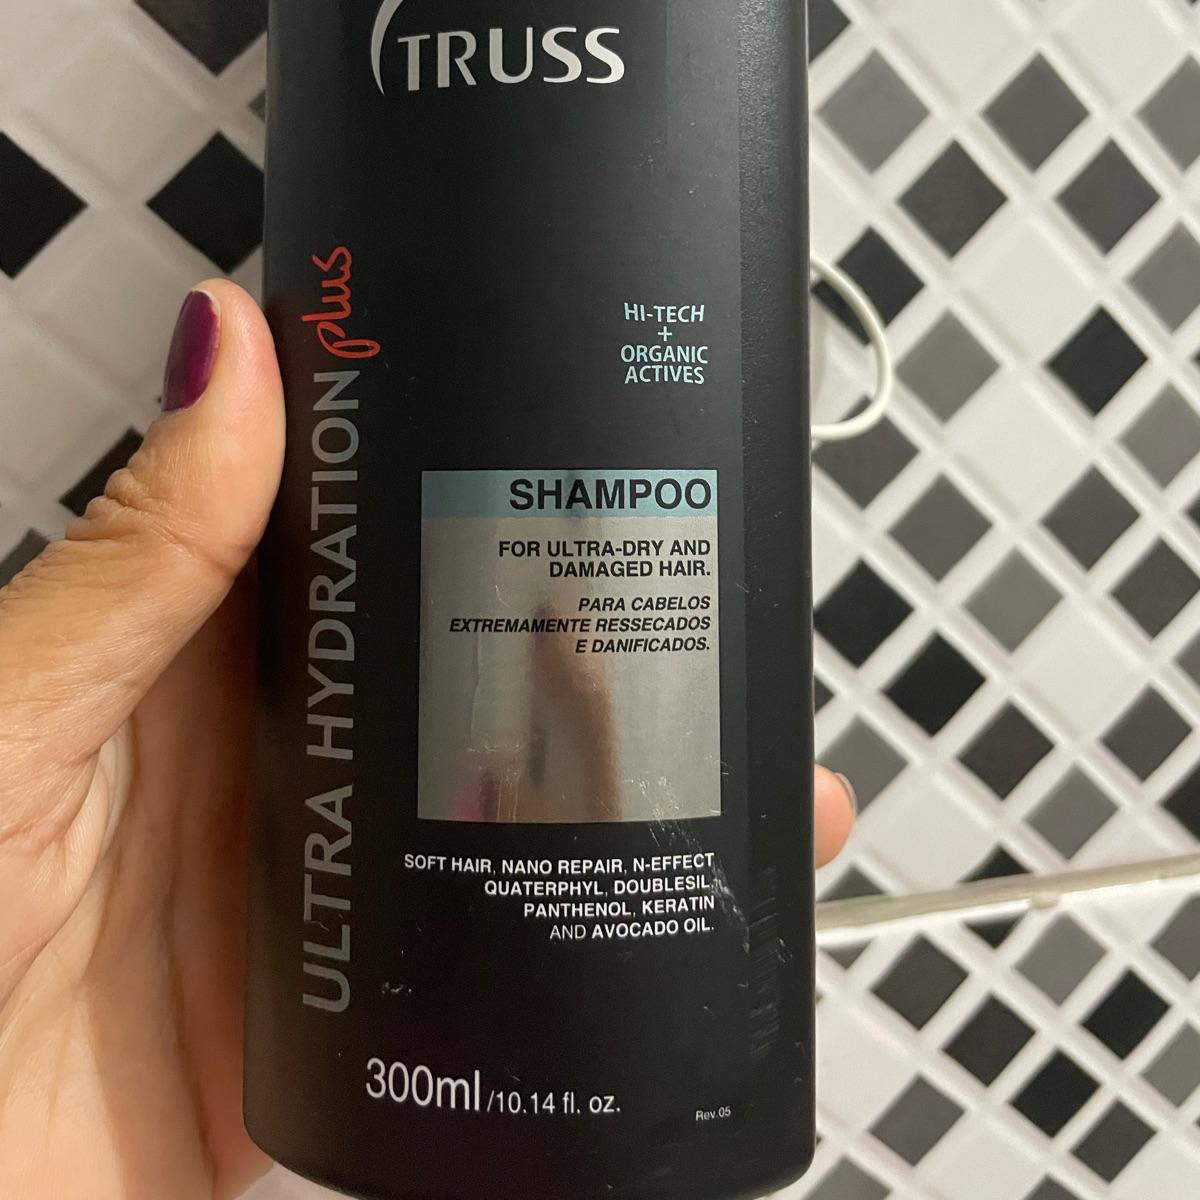 TRUSS
ULTRA HYDRATION plus
HI-TECH
+
ORGANIC
ACTIVES
SHAMPOO
FOR ULTRA-DRY AND
DAMAGED HAIR.
PARA CABELOS
EXTREMAMENTE RESSECADOS
E DANIFICADOS.
SOFT HAIR, NANO REPAIR, N-EFFECT
QUATERPHYL, DOUBLESIL,
PANTHENOL, KERATIN
AND AVOCADO OIL.
300ml/10.14 fl. oz.
Rev.05